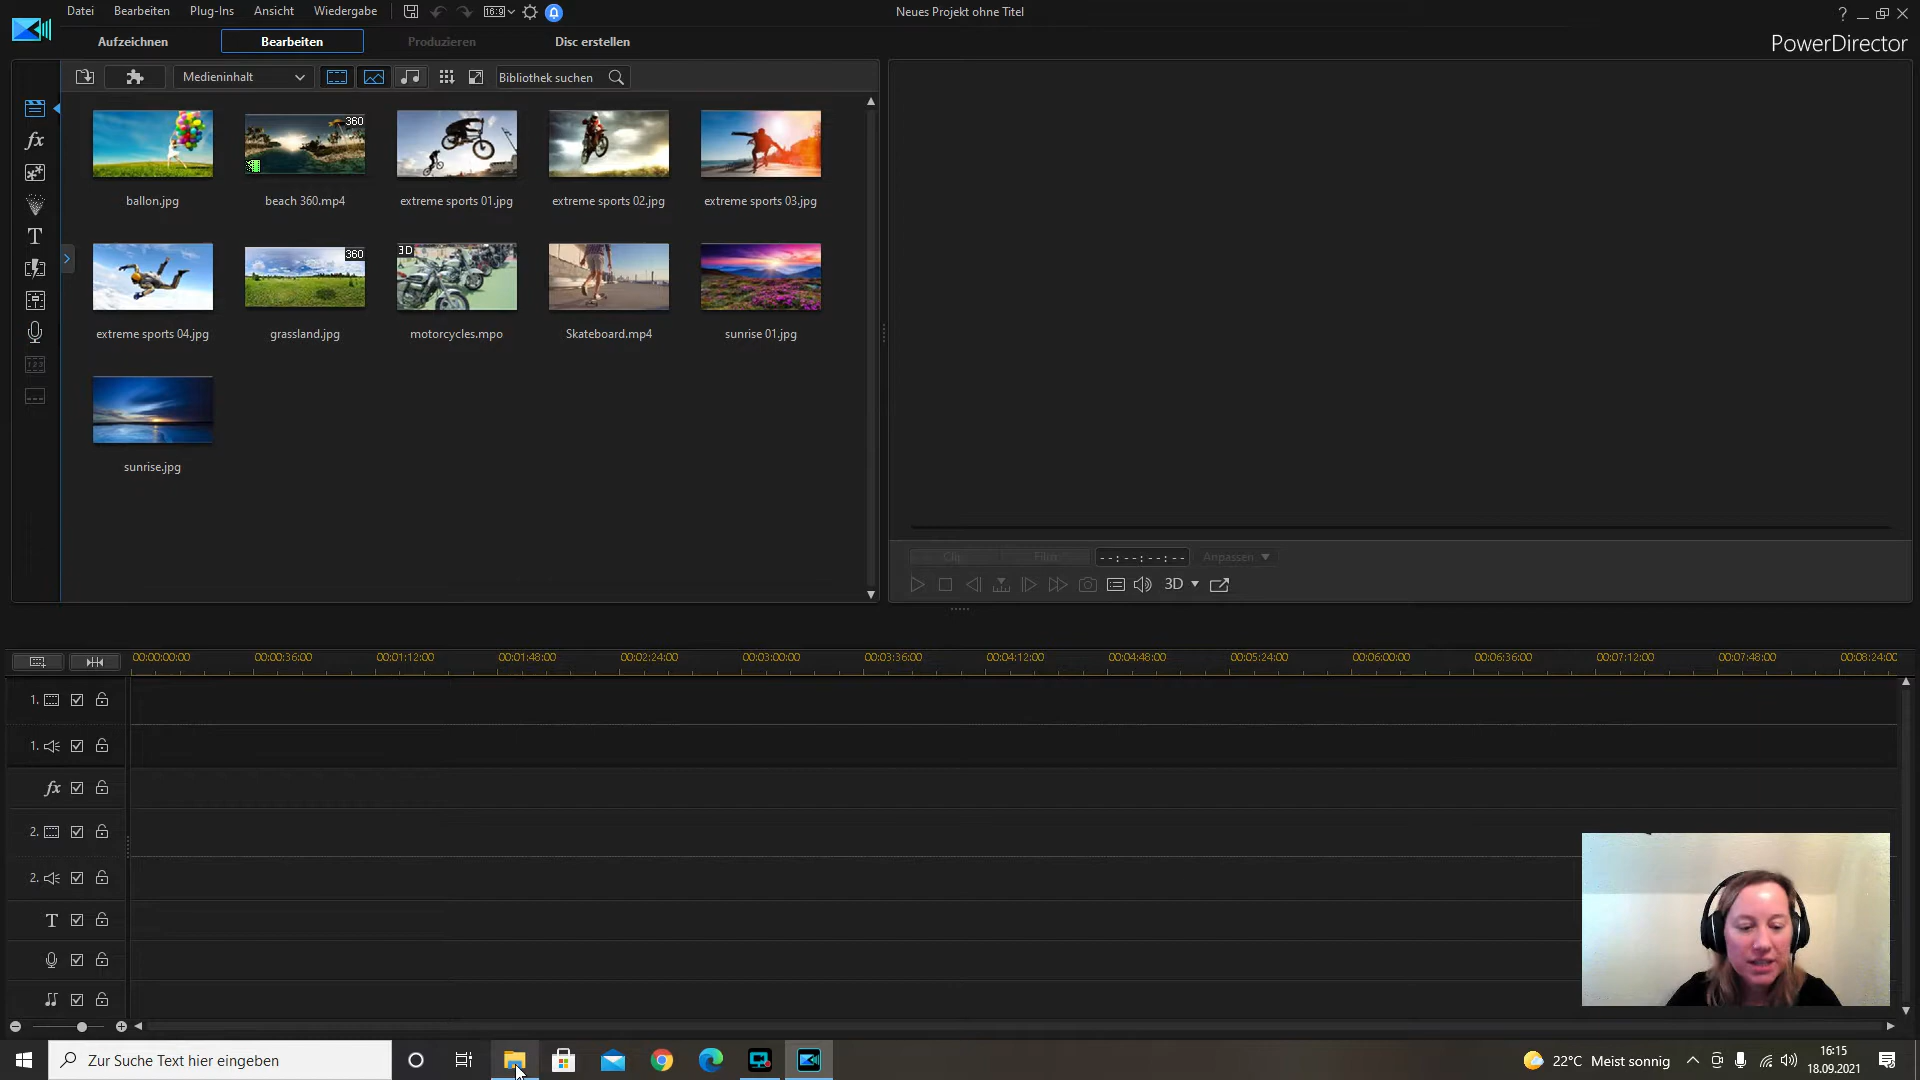 Datei Bearbeiten Plug-Ins Ansicht Wiedergabe 16:9 Neues Projekt ohne Titel ?
Aufzeichnen Bearbeiten Produzieren Disc erstellen PowerDirector
Medieninhalt Bibliothek suchen
360
ballon.jpg beach 360.mp4 extreme sports 01.jpg extreme sports 02.jpg extreme sports 03.jpg
fx
T
360 3D
extreme sports 04.jpg grassland.jpg motorcycles.mpo Skateboard.mp4 sunrise 01.jpg
sunrise.jpg
Clip Film --:--:--:-- Anpassen
3D
00:00:00:00 00:00:36:00 00:01:12:00 00:01:48:00 00:02:24:00 00:03:00:00 00:03:36:00 00:04:12:00 00:04:48:00 00:05:24:00 00:06:00:00 00:06:36:00 00:07:12:00 00:07:48:00 00:08:24:00
1.
1.
fx
2.
2.
T
Zur Suche Text hier eingeben 22°C Meist sonnig 16:15
18.09.2021